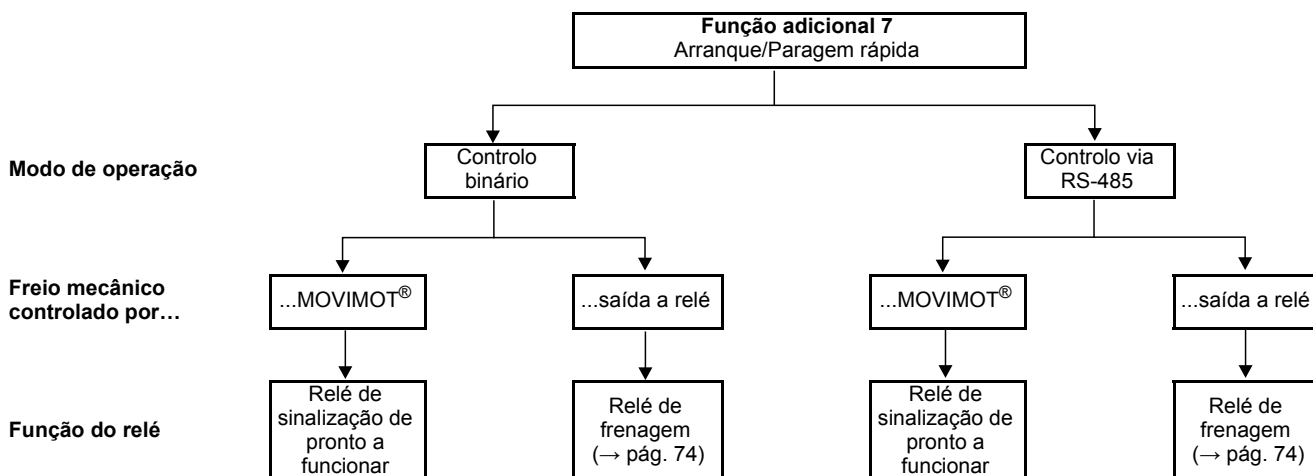 Função adicional 7
Arranque/Paragem rápida
Modo de operação
Controlo
binário
Controlo via
RS-485
Freio mecânico
controlado por…
...MOVIMOT®
...saída a relé
...MOVIMOT®
...saída a relé
Função do relé
Relé de
sinalização de
pronto a
funcionar
Relé de
frenagem
(→ pág. 74)
Relé de
sinalização de
pronto a
funcionar
Relé de
frenagem
(→ pág. 74)